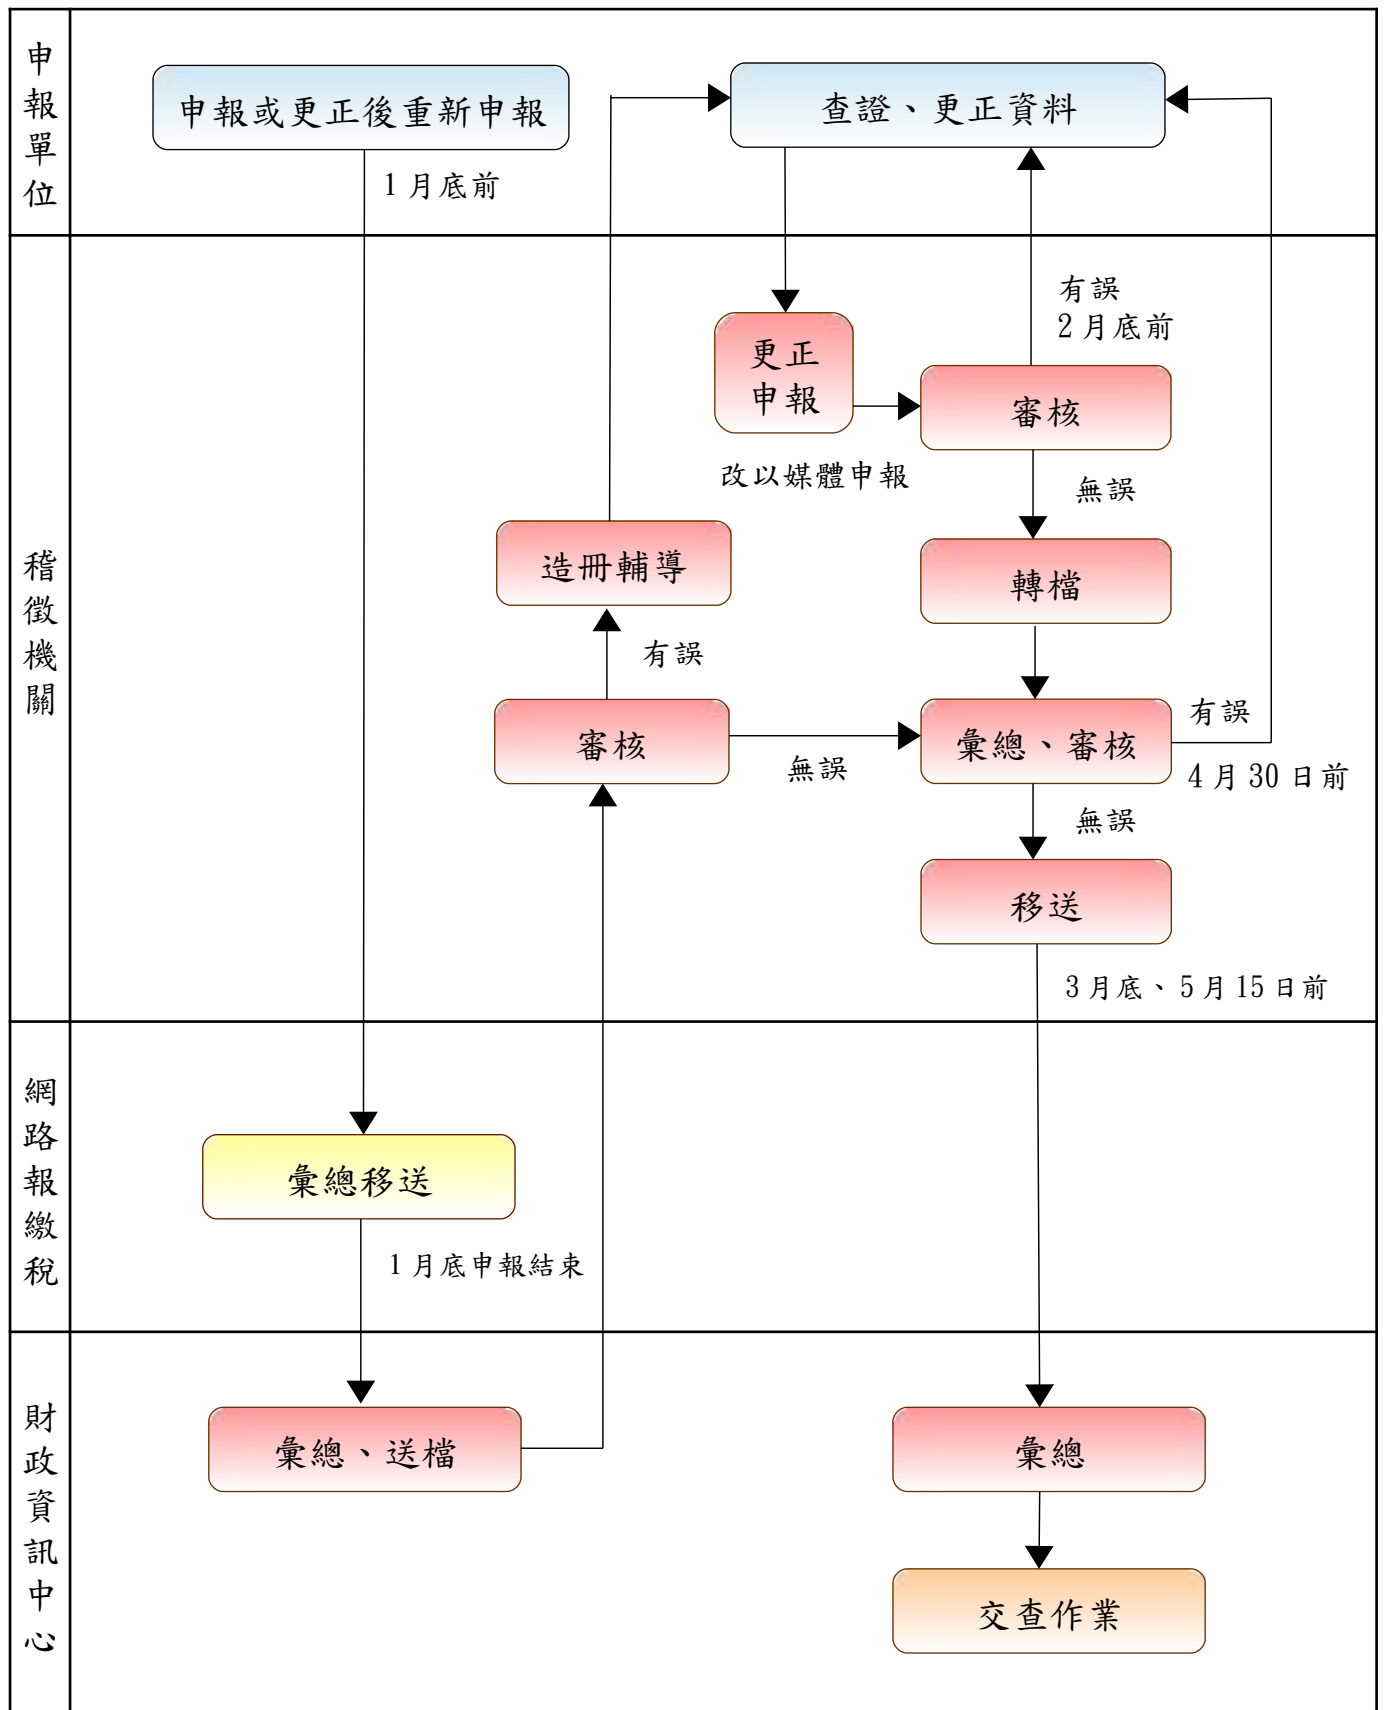 申報單位
申報或更正後重新申報
查證、更正資料
1月底前
稽徵機關
有誤
2月底前
更正
申報
審核
改以媒體申報
無誤
造冊輔導
轉檔
有誤
審核
無誤
彙總、審核
有誤
4月30日前
無誤
移送
3月底、5月15日前
網路報繳稅
彙總移送
1月底申報結束
財政資訊中心
彙總、送檔
彙總
交查作業